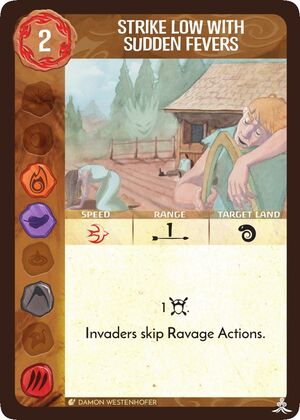 2
STRIKE LOW WITH
SUDDEN FEVERS
SPEED RANGE TARGET LAND
1
1
Invaders skip Ravage Actions.
DAMON WESTENHOFER